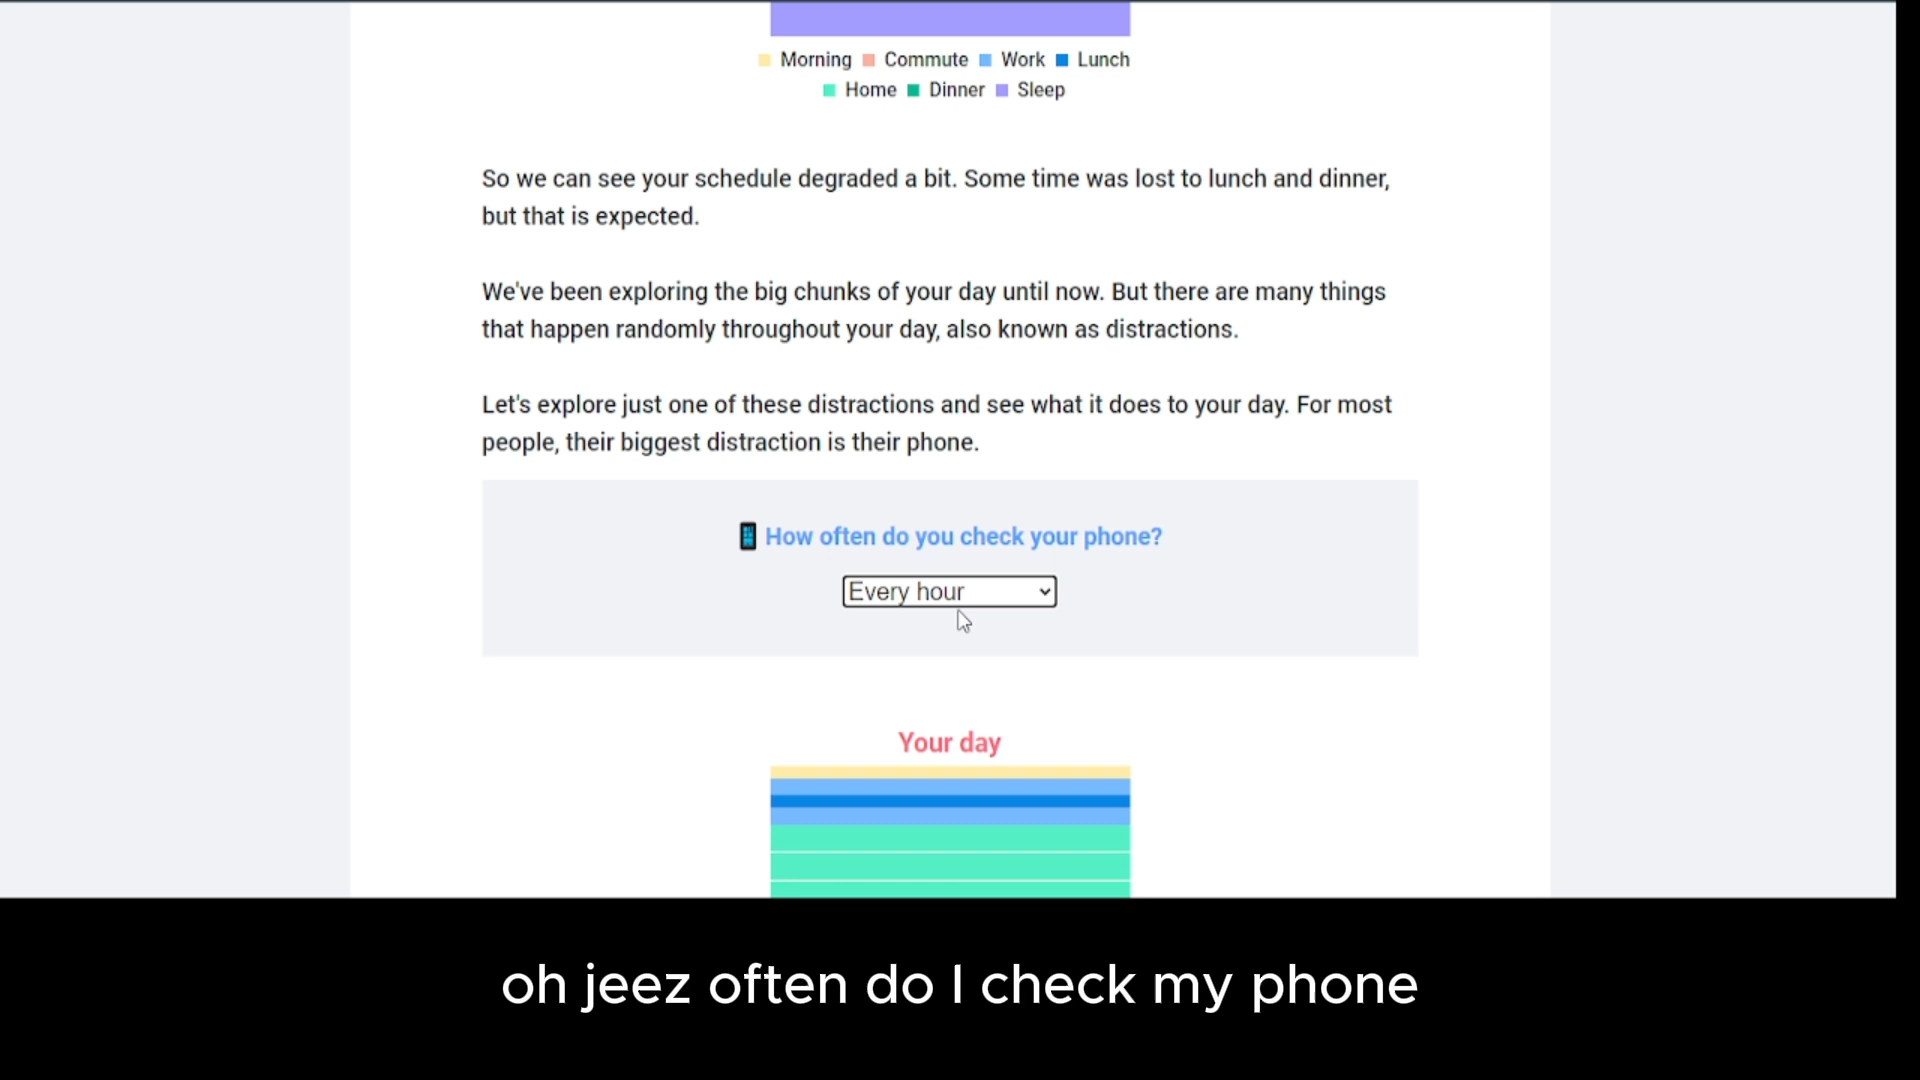 Morning Commute Work Lunch
Home Dinner Sleep
So we can see your schedule degraded a bit. Some time was lost to lunch and dinner,
but that is expected.
We've been exploring the big chunks of your day until now. But there are many things
that happen randomly throughout your day, also known as distractions.
Let's explore just one of these distractions and see what it does to your day. For most
people, their biggest distraction is their phone.
How often do you check your phone?
Every hour
Your day
oh jeez often do I check my phone